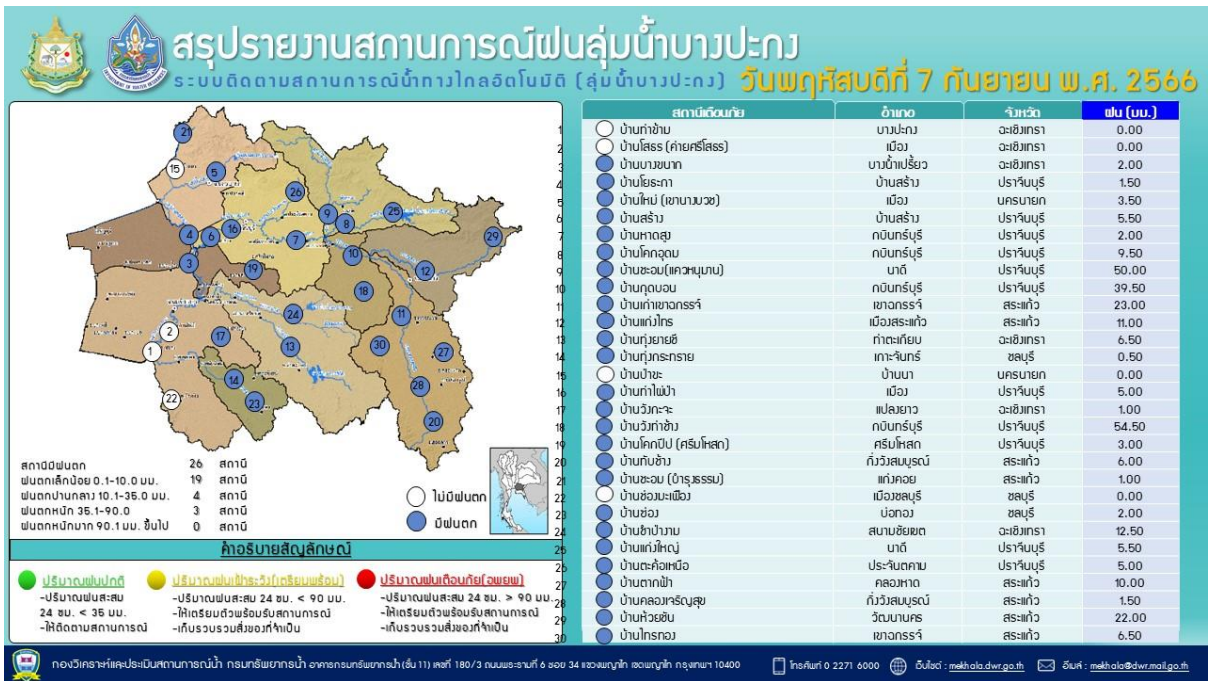 สรุปรายงานสถานการณ์ฝนลุ่มน้ำบางปะกง
ระบบติดตามสถานการณ์น้ำทางไกลอัตโนมัติ (ลุ่มน้ำบางปะกง) วันพฤหัสบดีที่ 7 กันยายน พ.ศ. 2566
สถานีเตือนภัย อำเภอ จังหวัด ฝน (มม.)
1 บ้านท่าข้าม บางปะกง ฉะเชิงเทรา 0.00
2 บ้านโสธร (ค่ายศรีโสธร) เมือง ฉะเชิงเทรา 0.00
3 บ้านบางขนาก บางน้ำเปรี้ยว ฉะเชิงเทรา 2.00
4 บ้านโยธะกา บ้านสร้าง ปราจีนบุรี 1.50
5 บ้านใหม่ (เขานางบวช) เมือง นครนายก 3.50
6 บ้านสร้าง บ้านสร้าง ปราจีนบุรี 5.50
7 บ้านหาดสูง กบินทร์บุรี ปราจีนบุรี 2.00
8 บ้านโคกอุดม กบินทร์บุรี ปราจีนบุรี 9.50
9 บ้านชะอม(แควหนุมาน) นาดี ปราจีนบุรี 50.00
10 บ้านกุดบอน กบินทร์บุรี ปราจีนบุรี 39.50
11 บ้านเก่าเขาฉกรรจ์ เขาฉกรรจ์ สระแก้ว 23.00
12 บ้านแก่งไทร เมืองสระแก้ว สระแก้ว 11.00
13 บ้านทุ่งยายชี ท่าตะเกียบ ฉะเชิงเทรา 6.50
14 บ้านทุ่งกระทราย เกาะจันทร์ ชลบุรี 0.50
15 บ้านป่าขะ บ้านนา นครนายก 0.00
16 บ้านท่าไผ่ป่า เมือง ปราจีนบุรี 5.00
17 บ้านวังกะจะ แปลงยาว ฉะเชิงเทรา 1.00
18 บ้านวังท่าช้าง กบินทร์บุรี ปราจีนบุรี 54.50
19 บ้านโคกปีป (ศรีมโหสถ) ศรีมโหสถ ปราจีนบุรี 3.00
20 บ้านทับช้าง กิ่งวังสมบูรณ์ สระแก้ว 6.00
21 บ้านชะอม (บำรุงธรรม) แก่งคอย สระแก้ว 1.00
22 บ้านช่องมะเฟือง เมืองชลบุรี ชลบุรี 0.00
23 บ้านช่อง บ่อทอง ชลบุรี 2.00
24 บ้านชำป่างาม สนามชัยเขต ฉะเชิงเทรา 12.50
25 บ้านแก่งใหญ่ นาดี ปราจีนบุรี 5.50
26 บ้านตะคร้อเหนือ ประจันตคาม ปราจีนบุรี 5.00
27 บ้านตากฟ้า คลองหาด สระแก้ว 10.00
28 บ้านคลองเจริญสุข กิ่งวังสมบูรณ์ สระแก้ว 1.50
29 บ้านห้วยชัน วัฒนานคร สระแก้ว 22.00
30 บ้านไทรทอง เขาฉกรรจ์ สระแก้ว 6.50
21
15
5
26
25
9
8
4
6
16
7
29
10
12
3
19
18
24
11
2
1
17
13
30
27
14
28
22
23
20
สถานีมีฝนตก 26 สถานี
ฝนตกเล็กน้อย 0.1-10.0 มม. 19 สถานี
ฝนตกปานกลาง 10.1-35.0 มม. 4 สถานี
ฝนตกหนัก 35.1-90.0 3 สถานี
ฝนตกหนักมาก 90.1 มม. ขึ้นไป 0 สถานี
ไม่มีฝนตก
มีฝนตก
คำอธิบายสัญลักษณ์
ปริมาณฝนปกติ
-ปริมาณฝนสะสม
24 ชม. < 35 มม.
-ให้ติดตามสถานการณ์
ปริมาณฝนเฝ้าระวัง(เตรียมพร้อม)
-ปริมาณฝนสะสม 24 ชม. < 90 มม.
-ให้เตรียมตัวพร้อมรับสถานการณ์
-เก็บรวบรวมสิ่งของที่จำเป็น
ปริมาณฝนเตือนภัย(อพยพ)
-ปริมาณฝนสะสม 24 ชม. > 90 มม.
-ให้เตรียมตัวพร้อมรับสถานการณ์
-เก็บรวบรวมสิ่งของที่จำเป็น
กองวิเคราะห์และประเมินสถานการณ์น้ำ กรมทรัพยากรน้ำ อาคารกรมทรัพยากรน้ำ(ชั้น 11) เลขที่ 180/3 ถนนพระรามที่ 6 ซอย 34 แขวงพญาไท เขตพญาไท กรุงเทพฯ 10400 โทรศัพท์ 0 2271 6000 เว็บไซต์ : mekhala.dwr.go.th อีเมล์ : mekhala@dwr.mail.go.th